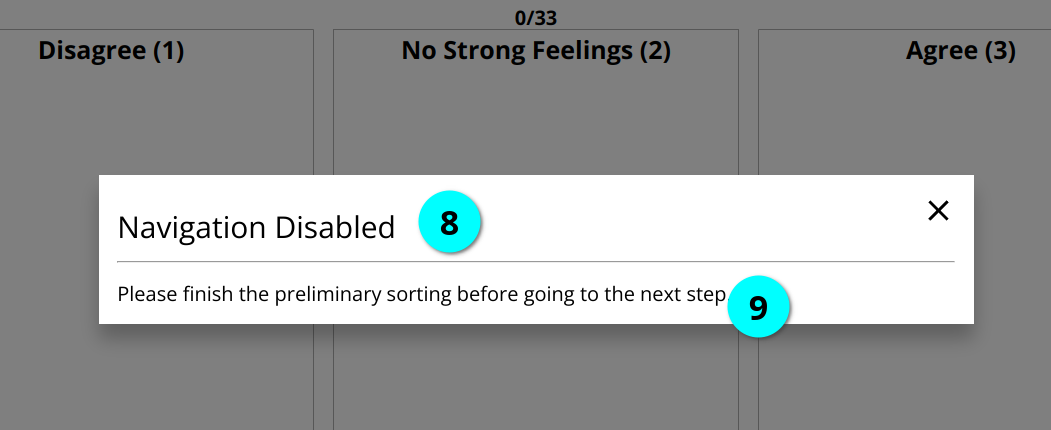 0/33
Disagree (1) No Strong Feelings (2) Agree (3)
Navigation Disabled 8
Please finish the preliminary sorting before going to the next step. 9